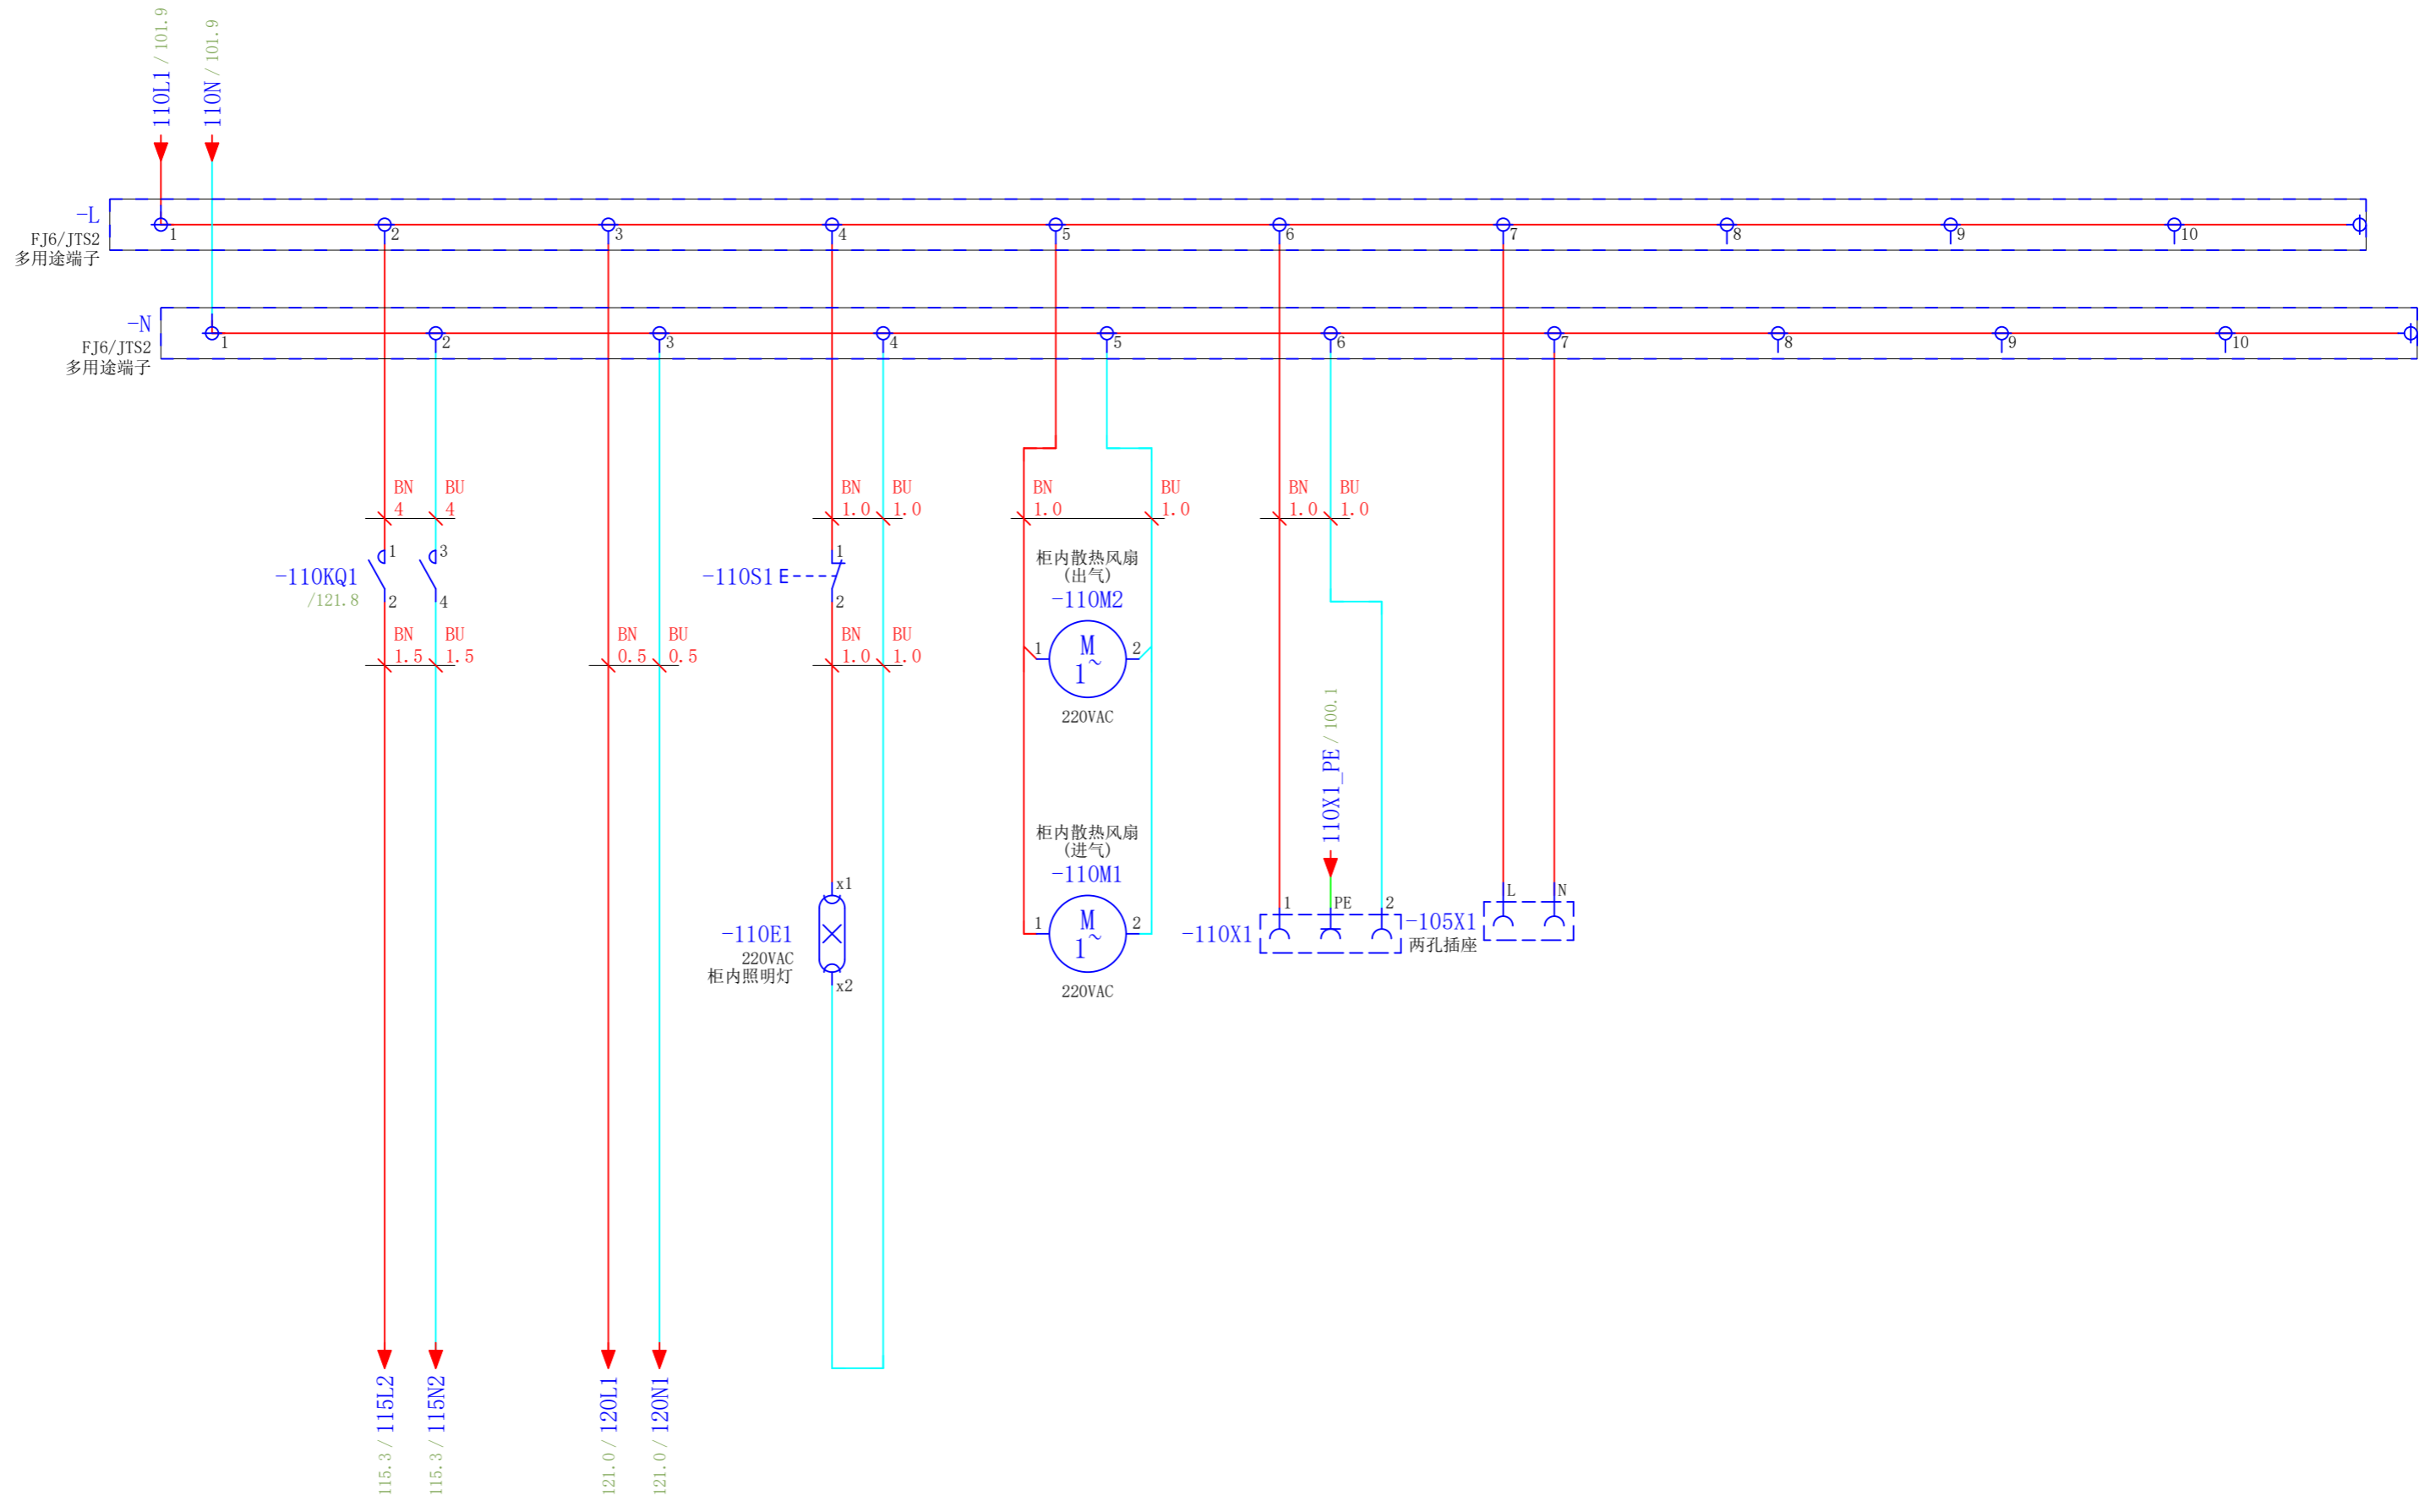 110L1 / 101.9
110N / 101.9
-L
FJ6/JTS2
多用途端子
1
2
3
4
5
6
7
8
9
10
-N
FJ6/JTS2
多用途端子
1
2
3
4
5
6
7
8
9
10
BN
4
BU
4
BN
1.0
BU
1.0
BN
1.0
BU
1.0
BN
1.0
BU
1.0
-110KQ1
/121.8
1
2
3
4
-110S1
1
2
柜内散热风扇
(出气)
-110M2
1
M
1~
2
220VAC
BN
1.5
BU
1.5
BN
0.5
BU
0.5
BN
1.0
BU
1.0
110X1_PE / 100.1
柜内散热风扇
(进气)
-110M1
1
M
1~
2
220VAC
-110E1
220VAC
柜内照明灯
x1
x2
-110X1
1
PE
2
-105X1
两孔插座
L
N
115.3 / 115L2
115.3 / 115N2
121.0 / 120L1
121.0 / 120N1